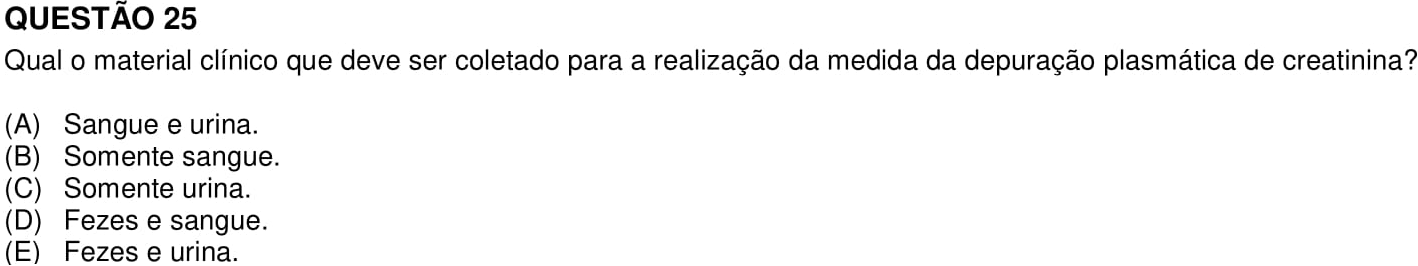 QUESTÃO 25
Qual o material clínico que deve ser coletado para a realização da medida da depuração plasmática de creatinina?
(A) Sangue e urina.
(B) Somente sangue.
(C) Somente urina.
(D) Fezes e sangue.
(E) Fezes e urina.